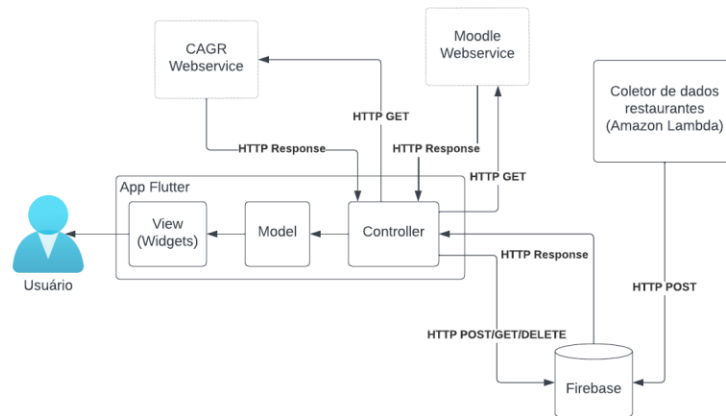 CAGR
Webservice
Moodle
Webservice
Coletor de dados
restaurantes
(Amazon Lambda)
HTTP GET
HTTP Response
HTTP Response
HTTP GET
App Flutter
View
(Widgets)
Model
Controller
Usuário
HTTP Response
HTTP POST
HTTP POST/GET/DELETE
Firebase